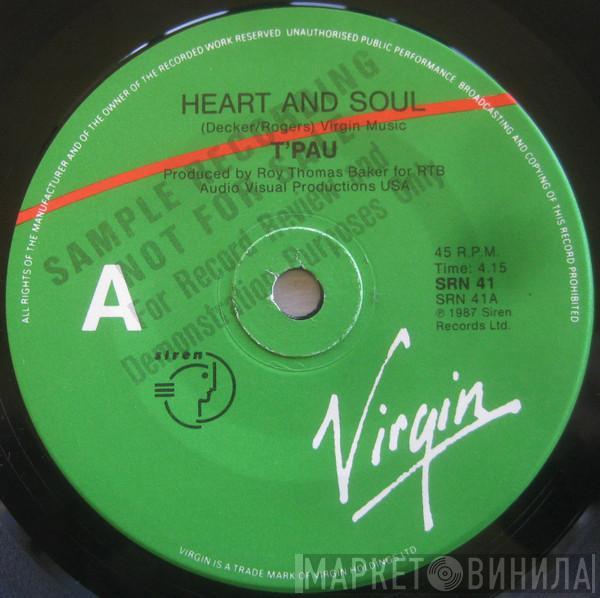 ALL RIGHTS OF THE MANUFACTURER AND OF THE OWNER OF THE RECORDED WORK RESERVED UNAUTHORISED PUBLIC PERFORMANCE BROADCASTING AND COPYING OF THIS RECORD PROHIBITED
HEART AND SOUL
(Decker/Rogers) Virgin Music
T'PAU
Produced by Roy Thomas Baker for RTB
Audio Visual Productions USA
SAMPLE RECORDING
NOT FOR SALE
For Record Review and
Demonstration Purposes Only
A
45 R.P.M.
Time: 4.15
SRN 41
SRN 41A
℗ 1987 Siren
Records Ltd.
siren
Virgin
VIRGIN IS A TRADE MARK OF VIRGIN HOLDINGS LTD
МАРКЕТ ВИНИЛА